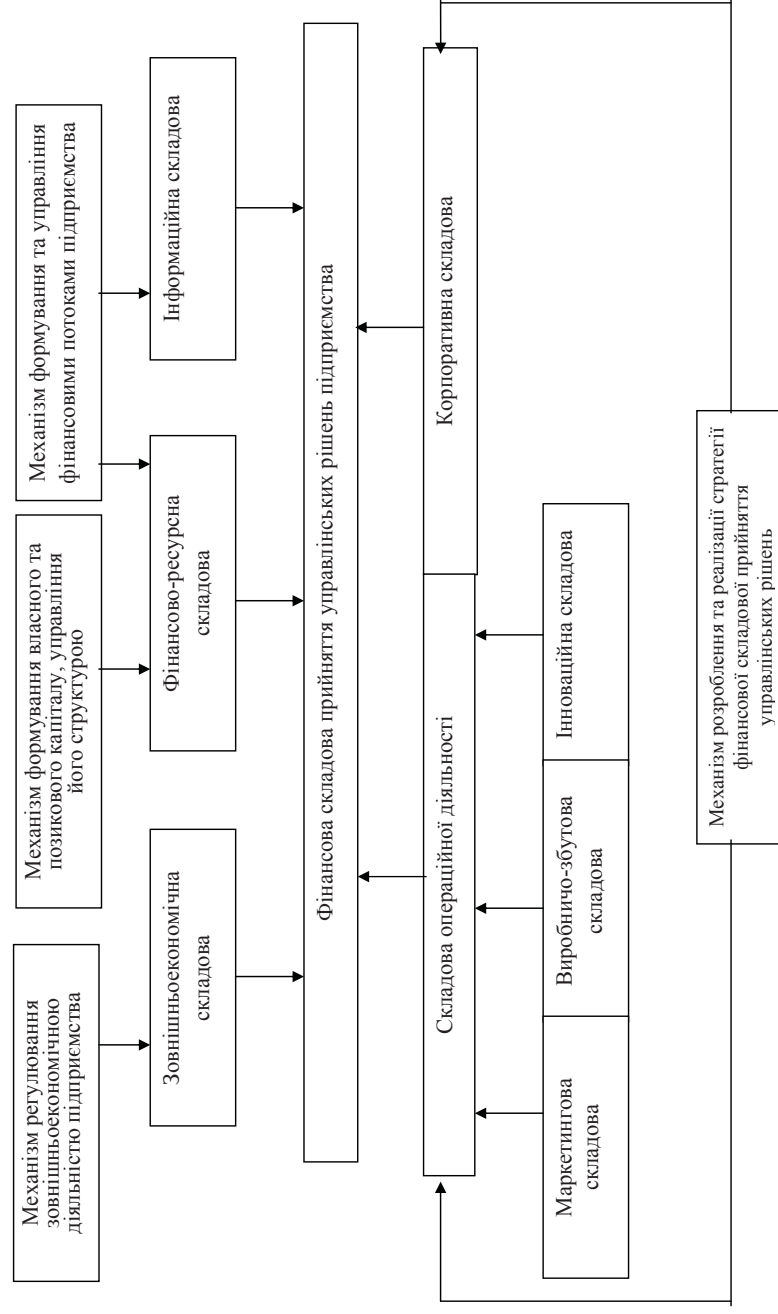 Механізм регулювання
зовнішньоекономічною
діяльністю підприємства
Механізм формування власного та
позикового капіталу, управління
його структурою
Механізм формування та управління
фінансовими потоками підприємства
Зовнішньоекономічна
складова
Фінансово-ресурсна
складова
Інформаційна складова
Фінансова складова прийняття управлінських рішень підприємства
Складова операційної діяльності
Корпоративна складова
Маркетингова
складова
Виробничо-збутова
складова
Інноваційна складова
Механізм розроблення та реалізації стратегії
фінансової складової прийняття
управлінських рішень